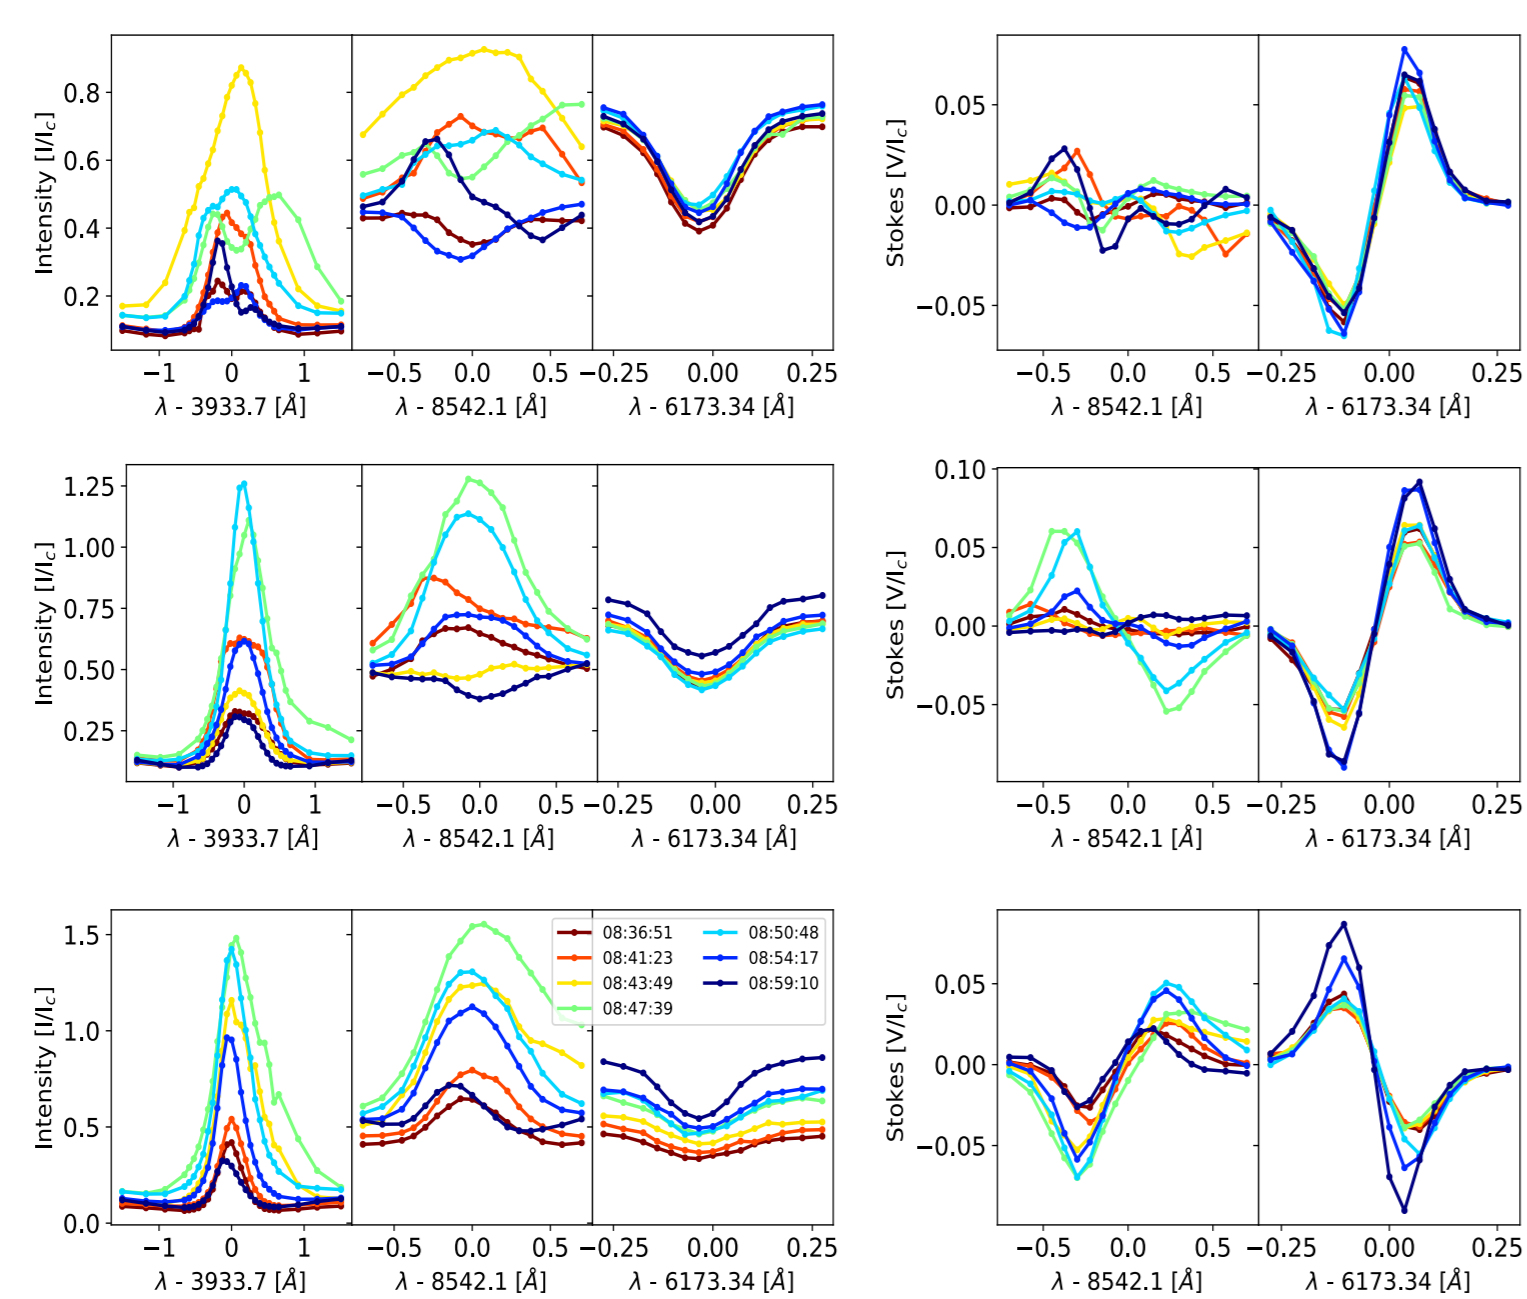 Intensity [I/I_c]
0.8
0.6
0.4
0.2
−1 0 1
−0.5 0.0 0.5
−0.25 0.00 0.25
λ - 3933.7 [Å]
λ - 8542.1 [Å]
λ - 6173.34 [Å]
Stokes [V/I_c]
0.05
0.00
−0.05
−0.5 0.0 0.5
−0.25 0.00 0.25
λ - 8542.1 [Å]
λ - 6173.34 [Å]
Intensity [I/I_c]
1.25
1.00
0.75
0.50
0.25
−1 0 1
−0.5 0.0 0.5
−0.25 0.00 0.25
λ - 3933.7 [Å]
λ - 8542.1 [Å]
λ - 6173.34 [Å]
Stokes [V/I_c]
0.10
0.05
0.00
−0.05
−0.5 0.0 0.5
−0.25 0.00 0.25
λ - 8542.1 [Å]
λ - 6173.34 [Å]
Intensity [I/I_c]
1.5
1.0
0.5
0.0
08:36:51
08:41:23
08:43:49
08:47:39
08:50:48
08:54:17
08:59:10
−1 0 1
−0.5 0.0 0.5
−0.25 0.00 0.25
λ - 3933.7 [Å]
λ - 8542.1 [Å]
λ - 6173.34 [Å]
Stokes [V/I_c]
0.05
0.00
−0.05
−0.5 0.0 0.5
−0.25 0.00 0.25
λ - 8542.1 [Å]
λ - 6173.34 [Å]